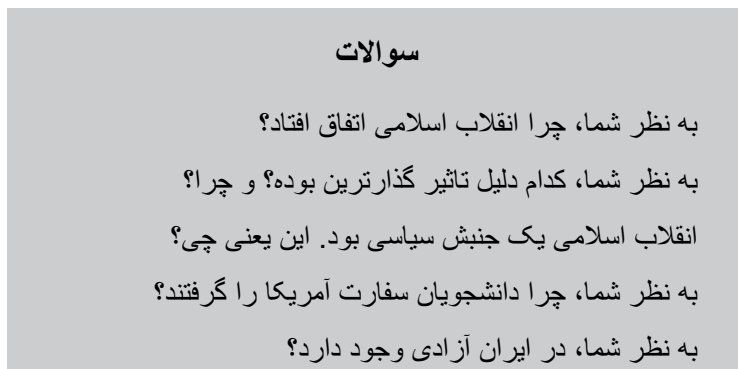 سوالات
به نظر شما، چرا انقلاب اسلامی اتفاق افتاد؟
به نظر شما، کدام دلیل تاثیر گذارترین بوده؟ و چرا؟
انقلاب اسلامی یک جنبش سیاسی بود. این یعنی چی؟
به نظر شما، چرا دانشجویان سفارت آمریکا را گرفتند؟
به نظر شما، در ایران آزادی وجود دارد؟